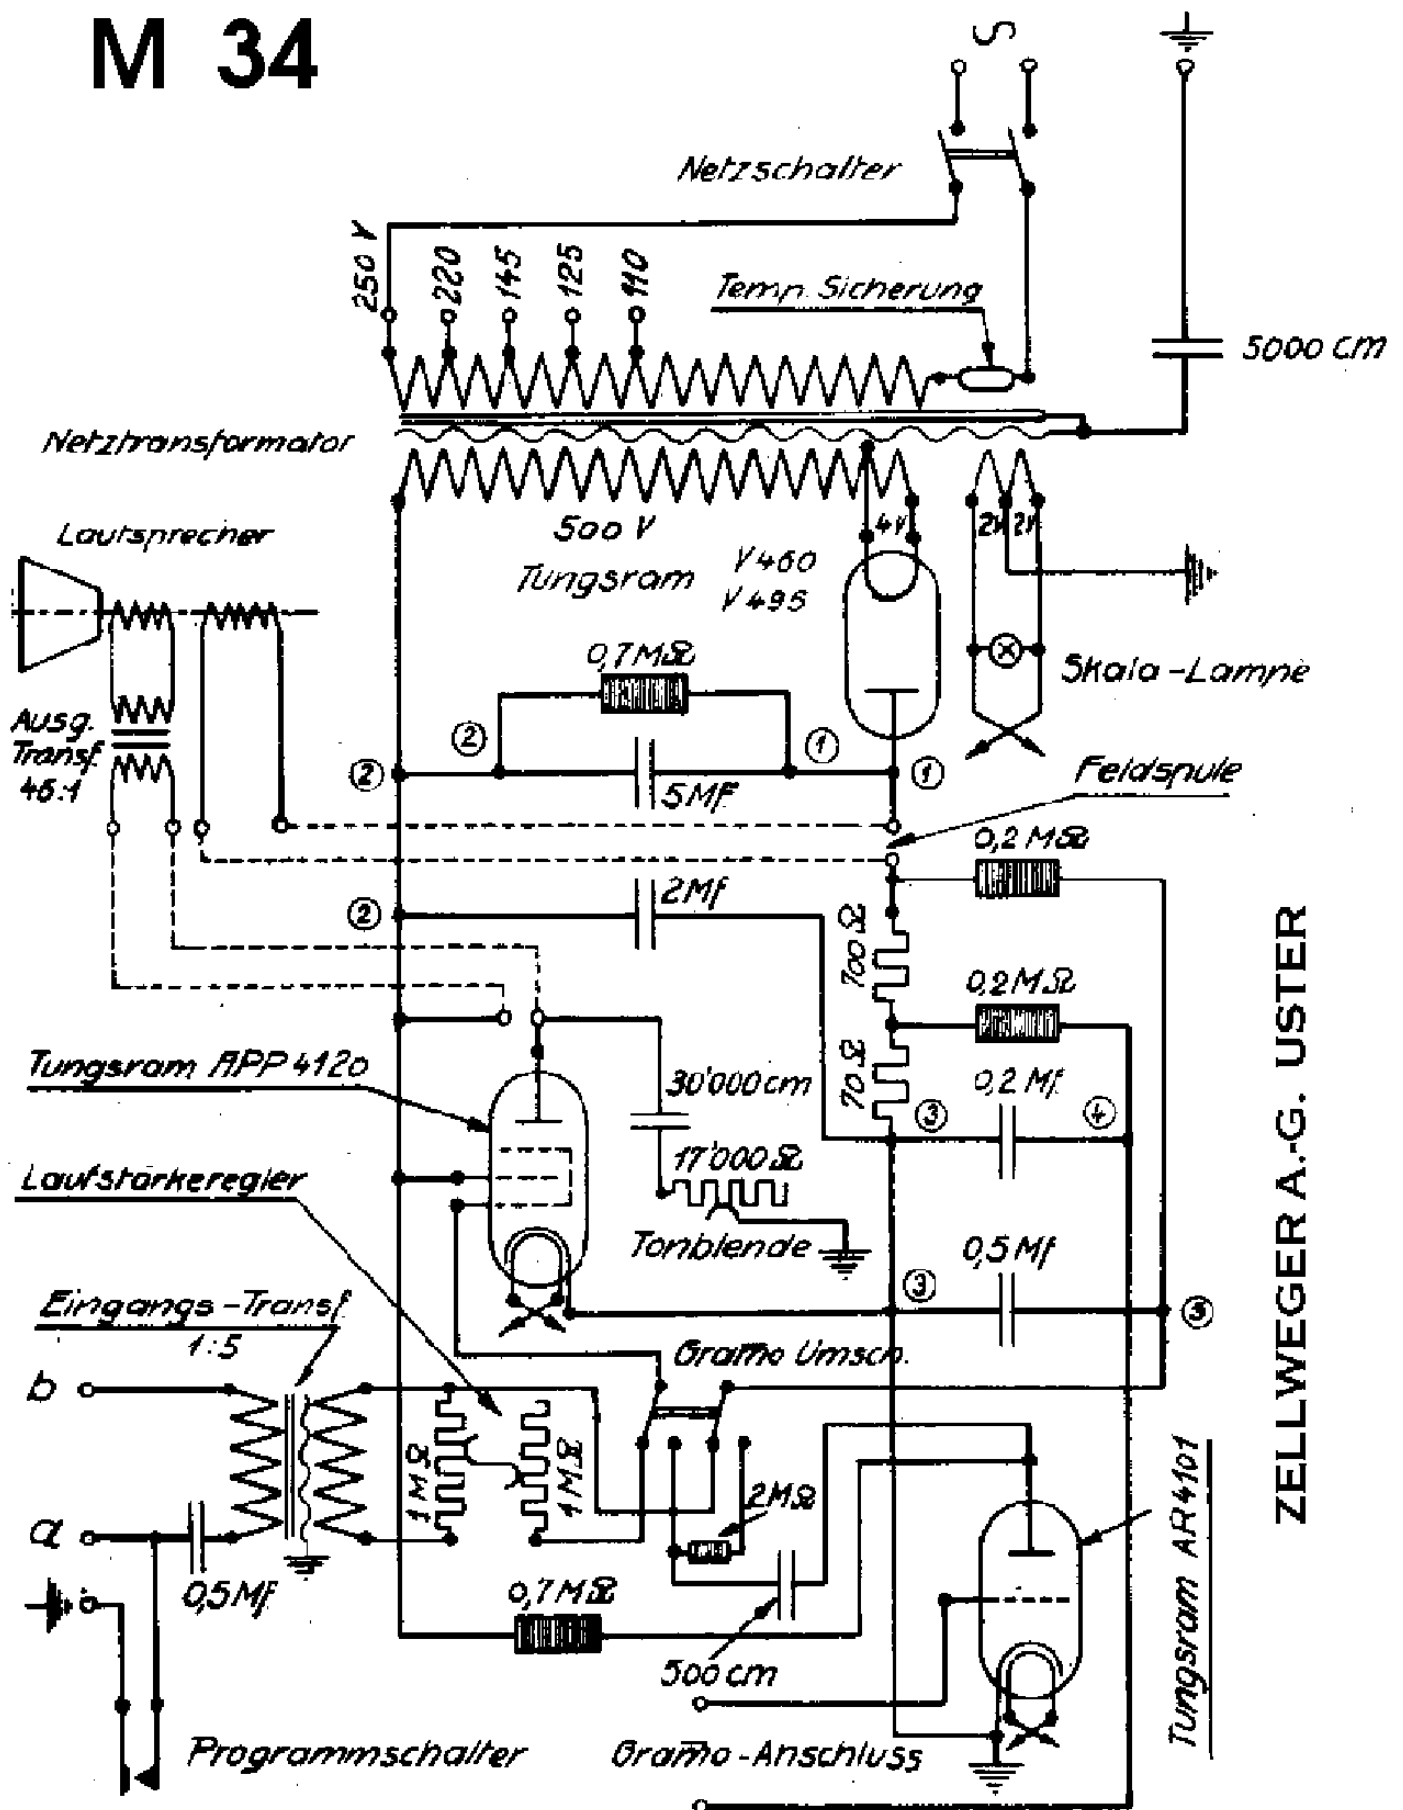 M 34
S
Netzschalter
250 V
220
145
125
110
Temp. Sicherung
5000 cm
Netztransformator
500 V
4V
2V
2V
Lautsprecher
Tungsram
V 460
V 495
0,7 MΩ
Skala-Lampe
Ausg.
Transf.
46:1
2
2
1
1
5 MF
Feldspule
0,2 MΩ
2 Mf
2
700 Ω
0,2 MΩ
Tungsram APP 4120
30'000 cm
70 Ω
0,2 Mf.
3
4
Lautstärkeregler
17'000 Ω
Tonblende
0,5 Mf
3
5
Eingangs-Transf.
1:5
Gramo Umsch.
b
1 MΩ
1 MΩ
a
2 MΩ
0,5 Mf
0,7 MΩ
500 cm
Programmschalter
Gramo-Anschluss
Tungsram AR 4101
ZELLWEGER A.-G. USTER